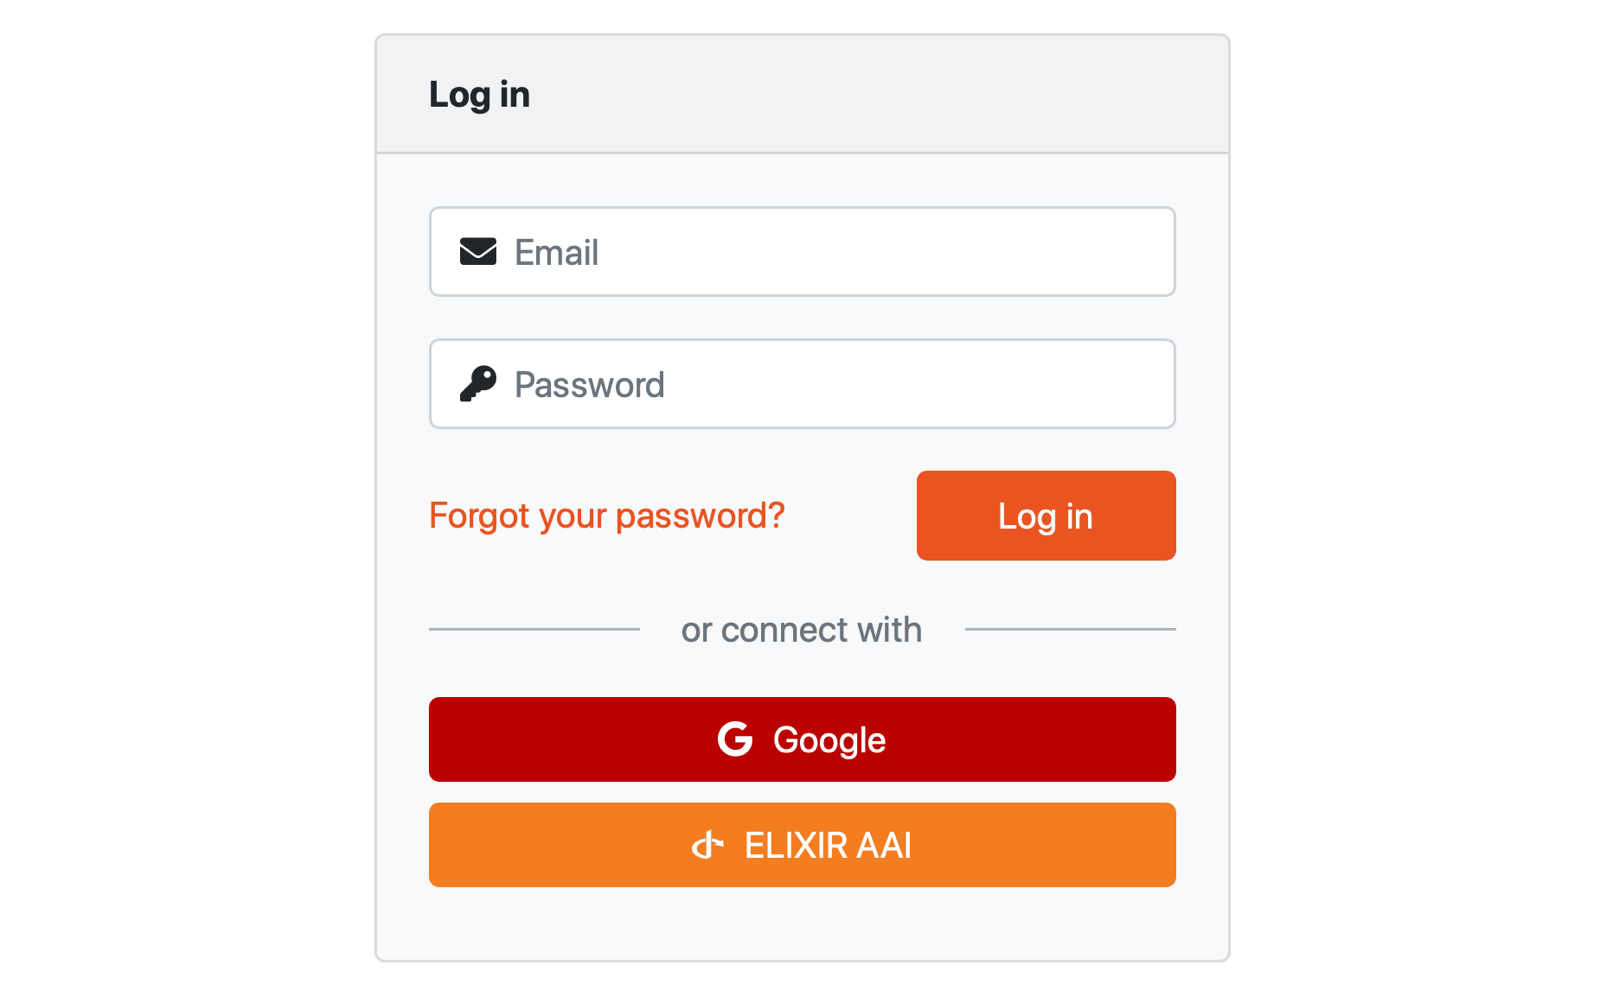 Log in
Email
Password
Forgot your password?
Log in
or connect with
Google
ELIXIR AAI